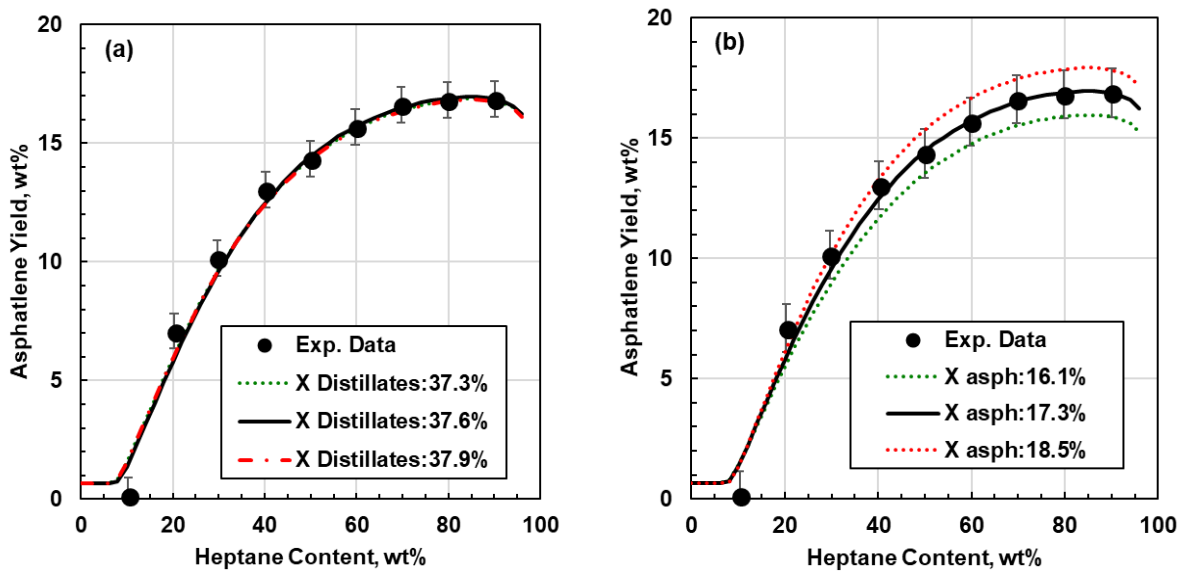 (a)
Asphatlene Yield, wt%
20
15
10
5
0
0 20 40 60 80 100
Heptane Content, wt%
Exp. Data
X Distillates:37.3%
X Distillates:37.6%
X Distillates:37.9%
(b)
Asphatlene Yield, wt%
20
15
10
5
0
0 20 40 60 80 100
Heptane Content, wt%
Exp. Data
X asph:16.1%
X asph:17.3%
X asph:18.5%